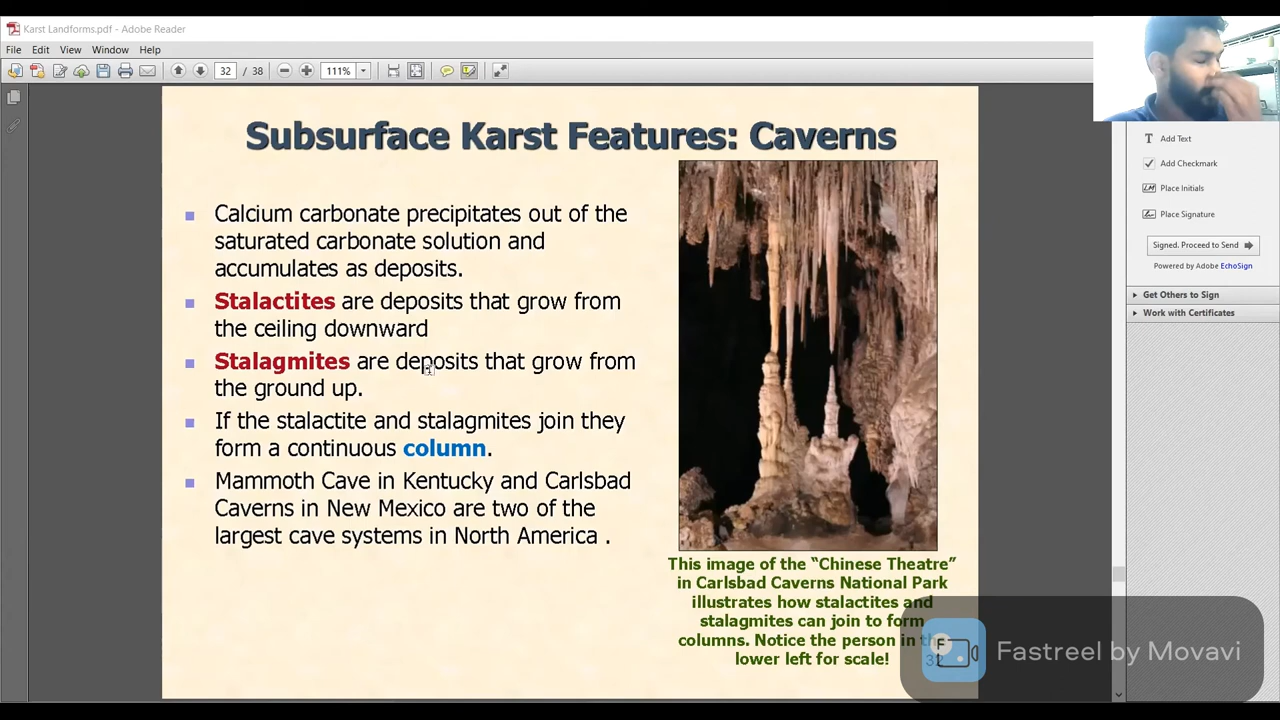 Karst Landforms.pdf - Adobe Reader
File Edit View Window Help
32 / 38 111%
Subsurface Karst Features: Caverns
Calcium carbonate precipitates out of the
saturated carbonate solution and
accumulates as deposits.
Stalactites are deposits that grow from
the ceiling downward
Stalagmites are deposits that grow from
the ground up.
If the stalactite and stalagmites join they
form a continuous column.
Mammoth Cave in Kentucky and Carlsbad
Caverns in New Mexico are two of the
largest cave systems in North America .
This image of the “Chinese Theatre”
in Carlsbad Caverns National Park
illustrates how stalactites and
stalagmites can join to form
columns. Notice the person in the
lower left for scale!
32
T Add Text
Add Checkmark
Place Initials
Place Signature
Signed. Proceed to Send
Powered by Adobe EchoSign
Get Others to Sign
Work with Certificates
F
Fastreel by Movavi